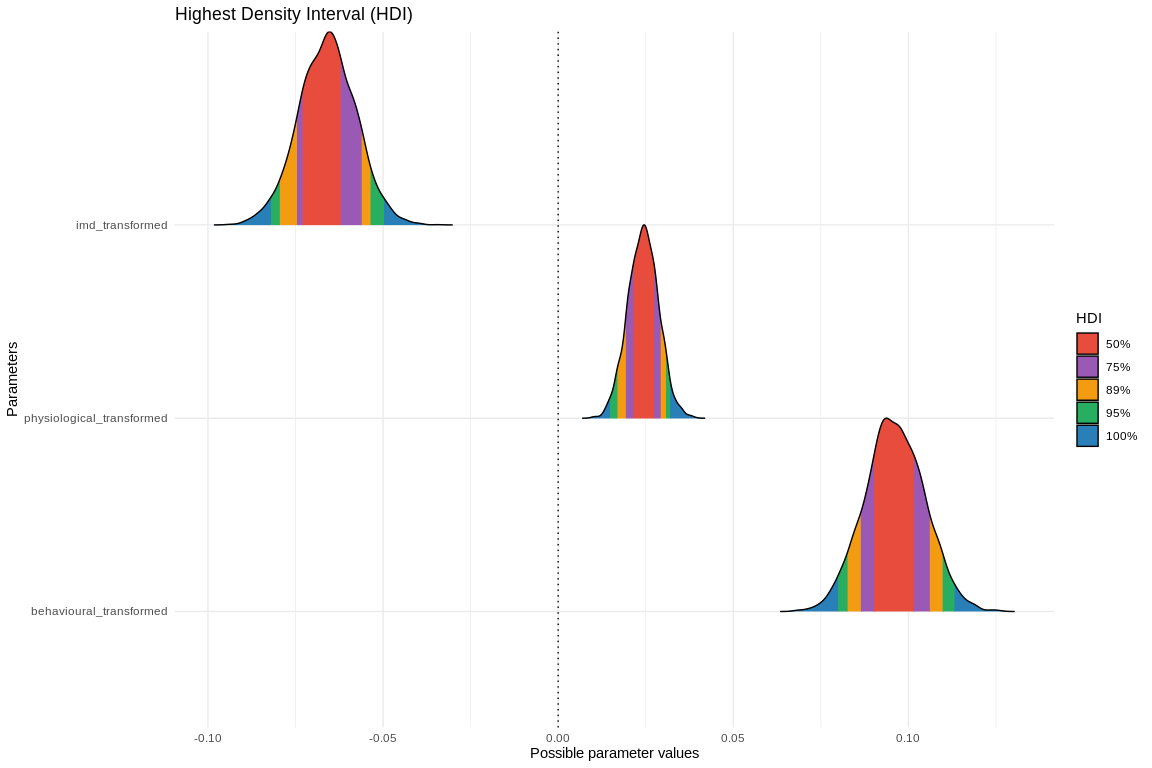 Highest Density Interval (HDI)
Parameters
imd_transformed
physiological_transformed
behavioural_transformed
-0.10
-0.05
0.00
0.05
0.10
Possible parameter values
HDI
50%
75%
89%
95%
100%